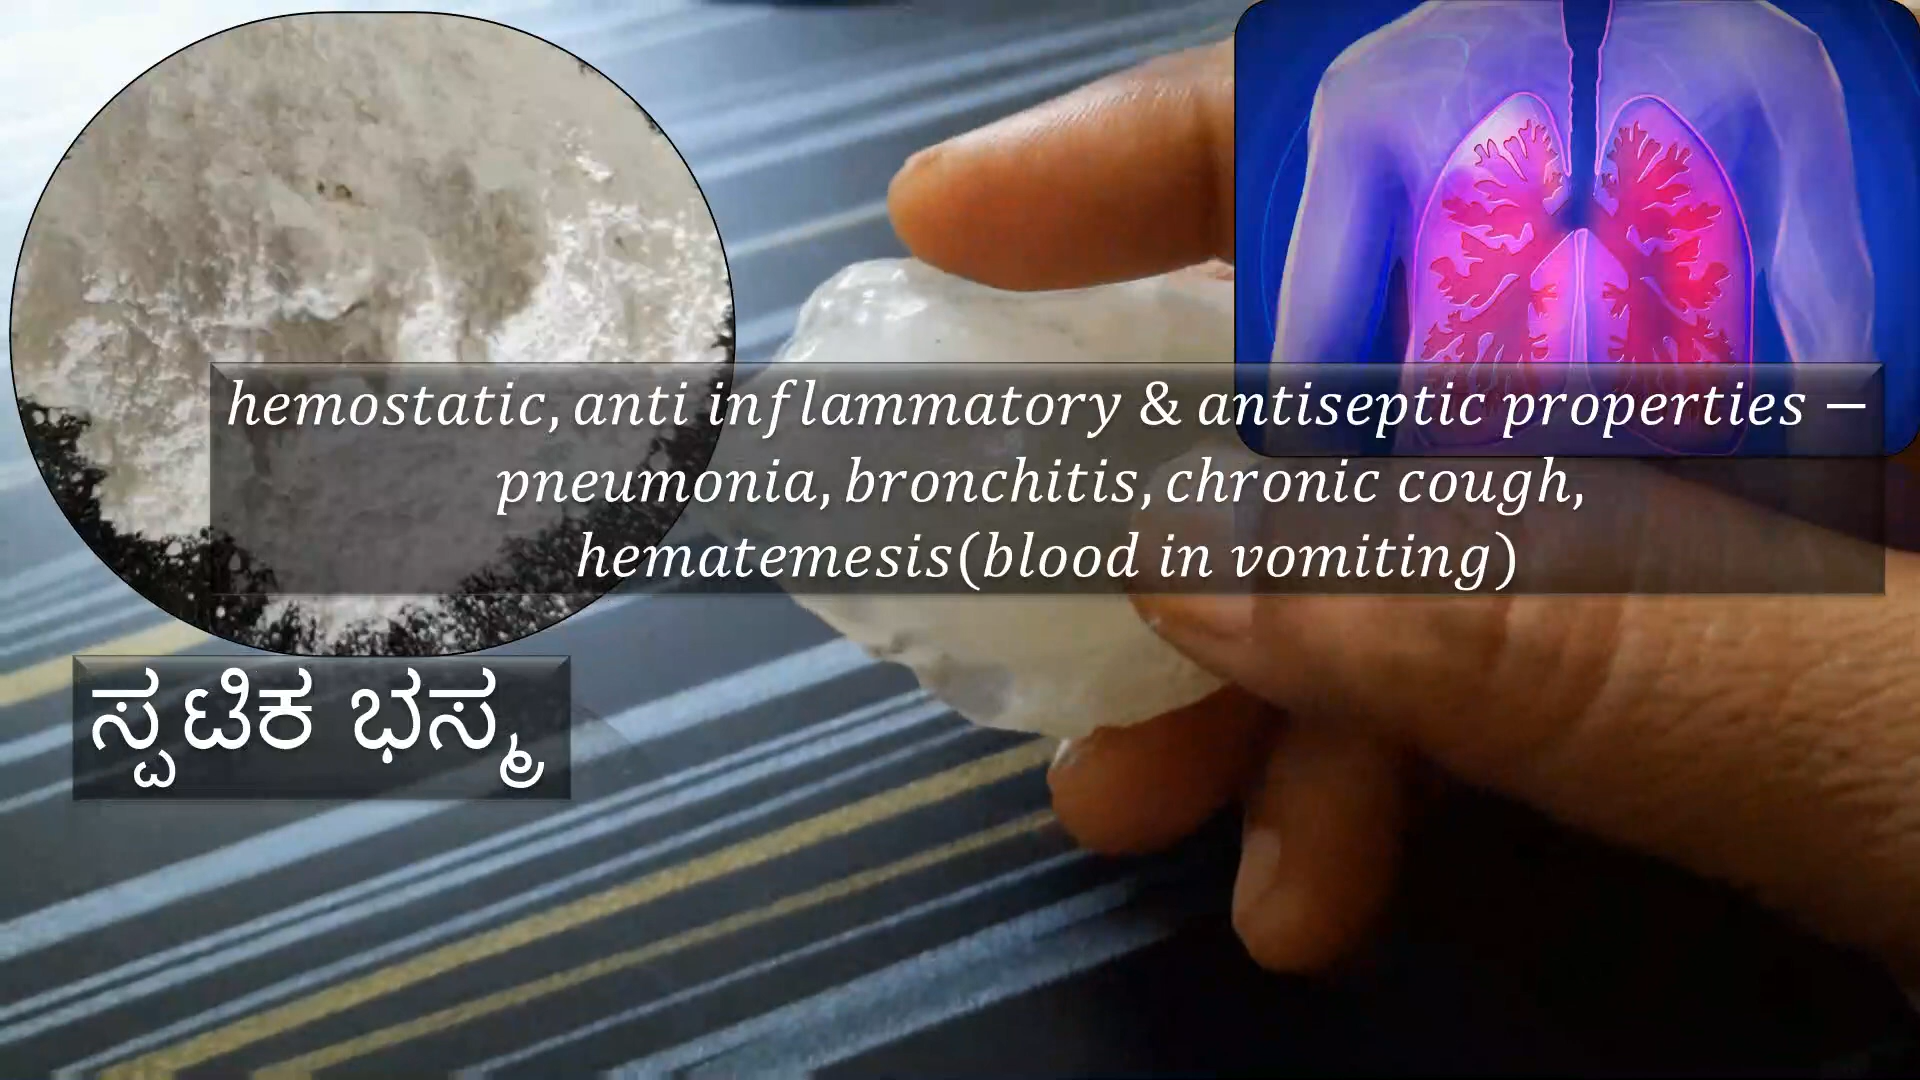 hemostatic, anti inflammatory & antiseptic properties –
pneumonia, bronchitis, chronic cough,
hematemesis(blood in vomiting)
ಸ್ಪಟಿಕ ಭಸ್ಮ